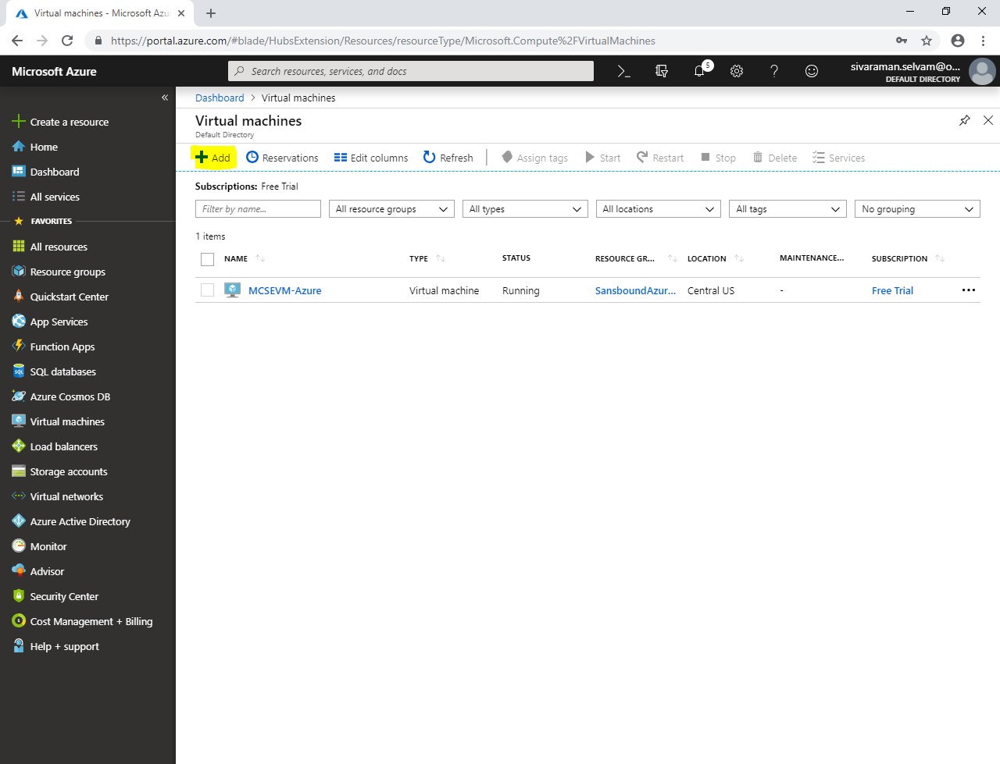 Virtual machines - Microsoft Azu
https://portal.azure.com/#blade/HubsExtension/Resources/resourceType/Microsoft.Compute%2FVirtualMachines
Microsoft Azure
Search resources, services, and docs
5
sivaraman.selvam@o...
DEFAULT DIRECTORY
Dashboard > Virtual machines
Virtual machines
Default Directory
Add Reservations Edit columns Refresh Assign tags Start Restart Stop Delete Services
Subscriptions: Free Trial
Filter by name... All resource groups All types All locations All tags No grouping
1 items
NAME TYPE STATUS RESOURCE GR... LOCATION MAINTENANCE... SUBSCRIPTION
MCSEVM-Azure Virtual machine Running SansboundAzur... Central US - Free Trial
Create a resource
Home
Dashboard
All services
FAVORITES
All resources
Resource groups
Quickstart Center
App Services
Function Apps
SQL databases
Azure Cosmos DB
Virtual machines
Load balancers
Storage accounts
Virtual networks
Azure Active Directory
Monitor
Advisor
Security Center
Cost Management + Billing
Help + support